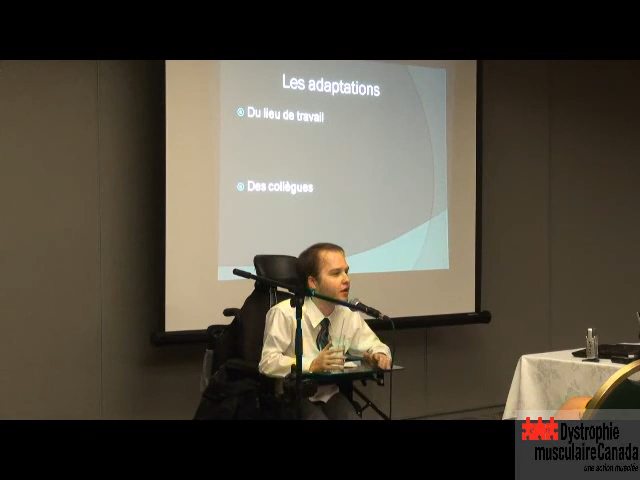 Les adaptations
Du lieu de travail
Des collègues
Dystrophie
musculaireCanada
une action musclée